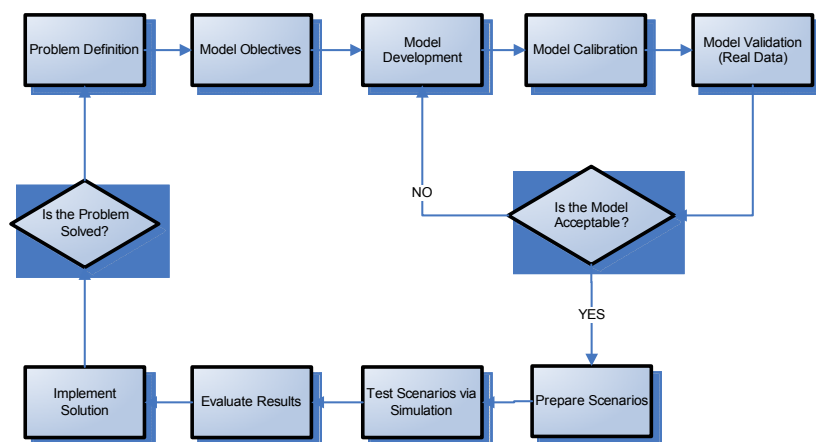 Problem Definition
Model Objectives
Model
Development
Model Calibration
Model Validation
(Real Data)
Is the Problem
Solved?
NO
Is the Model
Acceptable?
YES
Implement
Solution
Evaluate Results
Test Scenarios via
Simulation
Prepare Scenarios